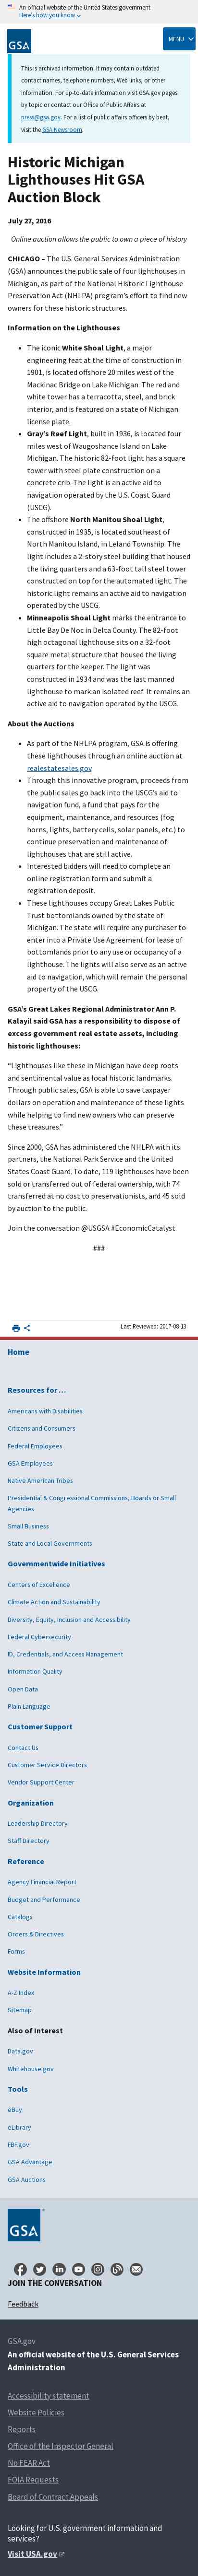 An official website of the United States government
Here's how you know
GSA
MENU
This is archived information. It may contain outdated
contact names, telephone numbers, Web links, or other
information. For up-to-date information visit GSA.gov pages
by topic or contact our Office of Public Affairs at
press@gsa.gov. For a list of public affairs officers by beat,
visit the GSA Newsroom.
Historic Michigan
Lighthouses Hit GSA
Auction Block
July 27, 2016
Online auction allows the public to own a piece of history
CHICAGO – The U.S. General Services Administration
(GSA) announced the public sale of four lighthouses in
Michigan, as part of the National Historic Lighthouse
Preservation Act (NHLPA) program's effort to find new
owners for these historic structures.
Information on the Lighthouses
The iconic White Shoal Light, a major
engineering feat at the time of construction in
1901, is located offshore 20 miles west of the
Mackinac Bridge on Lake Michigan. The red and
white tower has a terracotta, steel, and brick
interior, and is featured on a state of Michigan
license plate.
Gray's Reef Light, built in 1936, is located four
miles west of Waugoshance Island on Lake
Michigan. The historic 82-foot light has a square
tower with steel plate construction on a
concrete crib. The light is an active aid to
navigation operated by the U.S. Coast Guard
(USCG).
The offshore North Manitou Shoal Light,
constructed in 1935, is located southeast of
North Manitou Island, in Leland Township. The
light includes a 2-story steel building housing the
living quarters and a 64-foot tall stair tower of
steel and concrete constructed at midpoint. The
historic light remains an active aid to navigation
operated by the USCG.
Minneapolis Shoal Light marks the entrance to
Little Bay De Noc in Delta County. The 82-foot
high octagonal lighthouse sits on a 32-foot
square main structure that housed the living
quarters for the light keeper. The light was
constructed in 1934 and was the last manned
lighthouses built in an isolated area. It remains
an active aid to navigation operated by the USCG.
About the Auctions
As part of the NHLPA program, GSA is offering
these lighthouses through an online auction at
realestatesales.gov.
Through this innovative program, proceeds from
the public sales go back into the USCG's aid to
navigation fund, a fund that pays for the
equipment, maintenance, and resources (fog
horns, lights, battery cells, solar panels, etc.) to
continue preservation and maintenance of
lighthouses that are still active.
Interested bidders will need to complete an
online registration form and submit a
registration deposit.
These lighthouses occupy Great Lakes Public
Trust bottomlands owned by the state of
Michigan. The state will require a purchaser to
enter into a Private Use Agreement for lease of
bottomlands prior to any use or occupancy of a
lighthouse. The lights will also serve as an active
aid to navigation, which will remain the personal
property of the USCG.
GSA's Great Lakes Regional Administrator Ann P.
Kalayil said GSA has a responsibility to dispose of
excess government real estate assets, including
historic lighthouses:
"Lighthouses like these in Michigan have deep roots
and sentimental value as local historic landmarks.
Through public sales, GSA is able to save taxpayer
dollars on operation and maintenance of these lights
while helping to find new owners who can preserve
these treasures."
Since 2000, GSA has administered the NHLPA with its
partners, the National Park Service and the United
States Coast Guard. To date, 119 lighthouses have been
sold or transferred out of federal ownership, with 74
transferred at no cost to preservationists, and 45 sold
by auction to the public.
Join the conversation @USGSA #EconomicCatalyst
###
Last Reviewed: 2017-08-13
Home
Resources for …
Americans with Disabilities
Citizens and Consumers
Federal Employees
GSA Employees
Native American Tribes
Presidential & Congressional Commissions, Boards or Small
Agencies
Small Business
State and Local Governments
Governmentwide Initiatives
Centers of Excellence
Climate Action and Sustainability
Diversity, Equity, Inclusion and Accessibility
Federal Cybersecurity
ID, Credentials, and Access Management
Information Quality
Open Data
Plain Language
Customer Support
Contact Us
Customer Service Directors
Vendor Support Center
Organization
Leadership Directory
Staff Directory
Reference
Agency Financial Report
Budget and Performance
Catalogs
Orders & Directives
Forms
Website Information
A-Z Index
Sitemap
Also of Interest
Data.gov
Whitehouse.gov
Tools
eBuy
eLibrary
FBF.gov
GSA Advantage
GSA Auctions
GSA
JOIN THE CONVERSATION
Feedback
GSA.gov
An official website of the U.S. General Services
Administration
Accessibility statement
Website Policies
Reports
Office of the Inspector General
No FEAR Act
FOIA Requests
Board of Contract Appeals
Looking for U.S. government information and
services?
Visit USA.gov